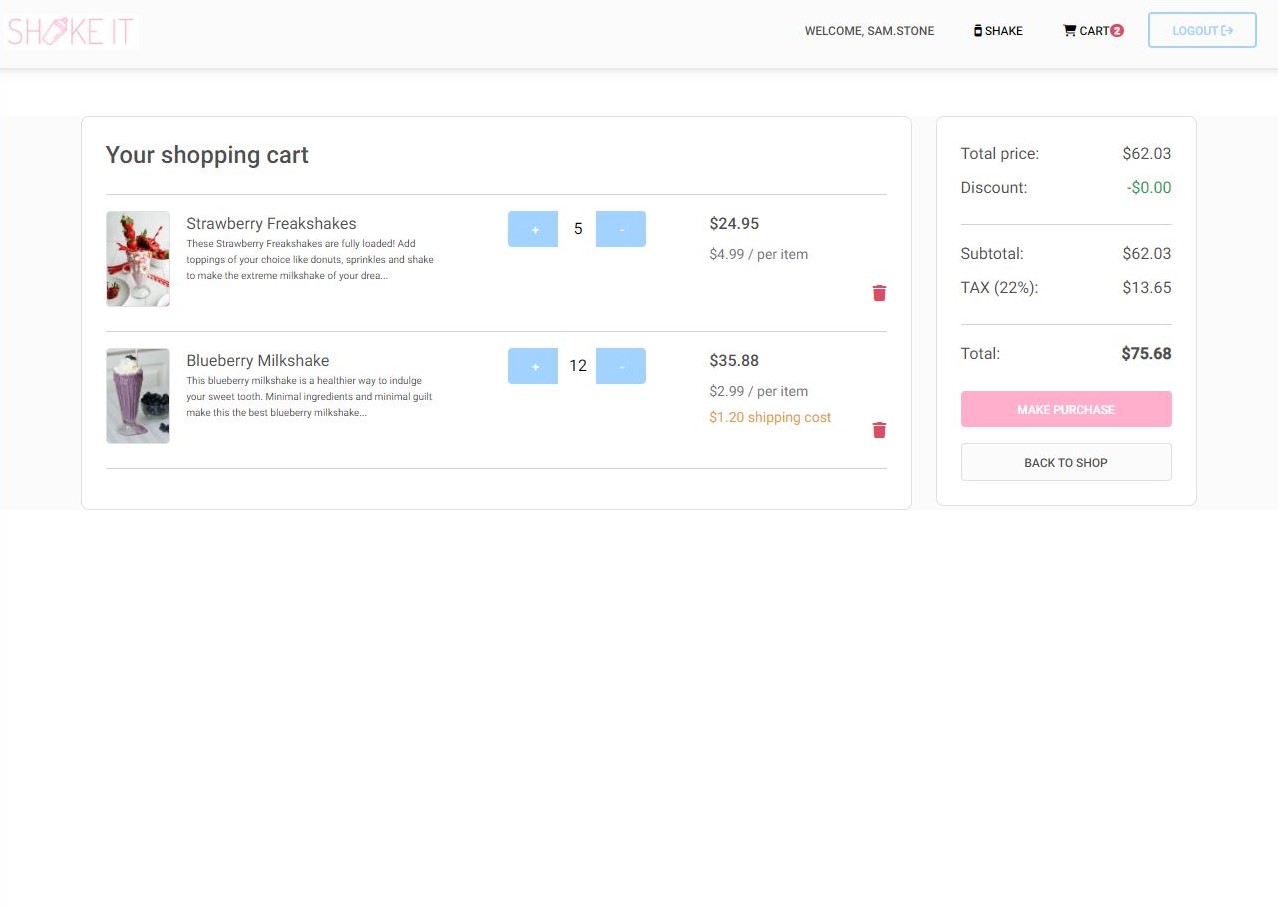 SHAKE IT
WELCOME, SAM.STONE
SHAKE
CART 2
LOGOUT
Your shopping cart
Strawberry Freakshakes
These Strawberry Freakshakes are fully loaded! Add
toppings of your choice like donuts, sprinkles and shake
to make the extreme milkshake of your drea...
+ 5 -
$24.95
$4.99 / per item
Blueberry Milkshake
This blueberry milkshake is a healthier way to indulge
your sweet tooth. Minimal ingredients and minimal guilt
make this the best blueberry milkshake...
+ 12 -
$35.88
$2.99 / per item
$1.20 shipping cost
Total price: $62.03
Discount: -$0.00
Subtotal: $62.03
TAX (22%): $13.65
Total: $75.68
MAKE PURCHASE
BACK TO SHOP